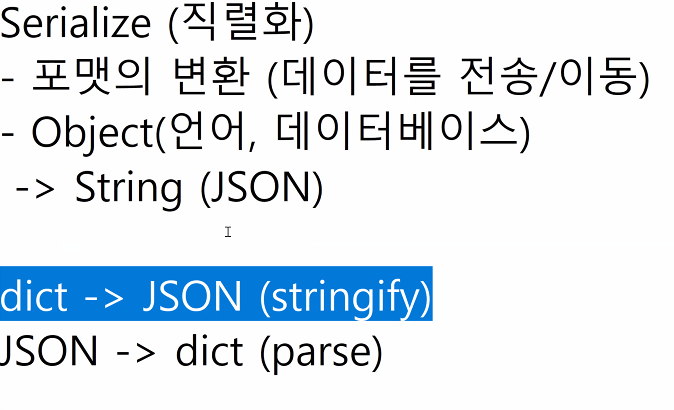 Serialize (직렬화)
- 포맷의 변환 (데이터를 전송/이동)
- Object(언어, 데이터베이스)
-> String (JSON)
dict -> JSON (stringify)
JSON -> dict (parse)